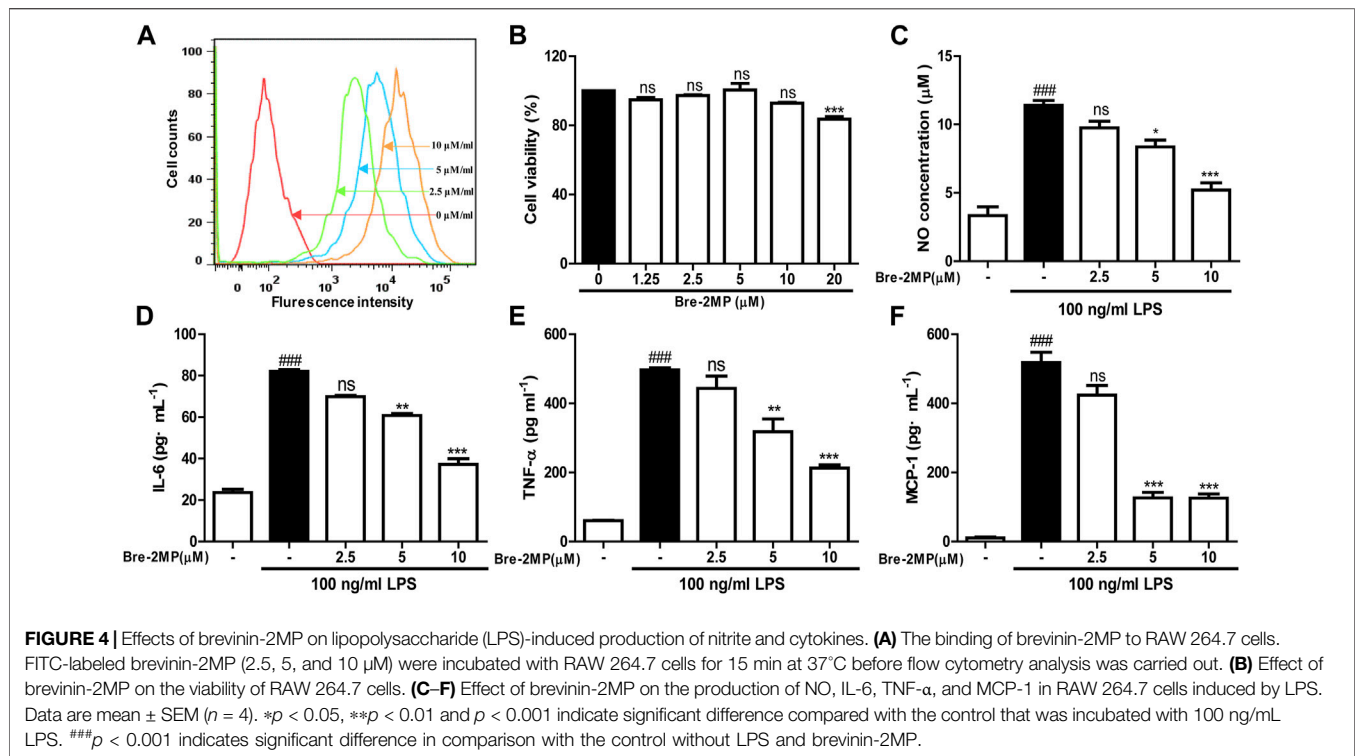 A
Cell counts
100
80
60
40
20
0
10 µM/ml
5 µM/ml
2.5 µM/ml
0 µM/ml
0 10² 10³ 10⁴ 10⁵
Flurescence intensity
B
Cell viability (%)
120
80
40
0
ns ns ns ns ***
0 1.25 2.5 5 10 20
Bre-2MP (µM)
C
NO concentration (µM)
15
10
5
0
### ns * ***
Bre-2MP(µM) - - 2.5 5 10
100 ng/ml LPS
D
IL-6 (pg· mL⁻¹)
100
80
60
40
20
0
### ns ** ***
Bre-2MP(µM) - - 2.5 5 10
100 ng/ml LPS
E
TNF-α (pg ml⁻¹)
600
400
200
0
### ns ** ***
Bre-2MP(µM) - - 2.5 5 10
100 ng/ml LPS
F
MCP-1 (pg· mL⁻¹)
600
400
200
0
### ns *** ***
Bre-2MP(µM) - - 2.5 5 10
100 ng/ml LPS
FIGURE 4 | Effects of brevinin-2MP on lipopolysaccharide (LPS)-induced production of nitrite and cytokines. (A) The binding of brevinin-2MP to RAW 264.7 cells.
FITC-labeled brevinin-2MP (2.5, 5, and 10 µM) were incubated with RAW 264.7 cells for 15 min at 37°C before flow cytometry analysis was carried out. (B) Effect of
brevinin-2MP on the viability of RAW 264.7 cells. (C–F) Effect of brevinin-2MP on the production of NO, IL-6, TNF-α, and MCP-1 in RAW 264.7 cells induced by LPS.
Data are mean ± SEM (n = 4). ∗p < 0.05, ∗∗p < 0.01 and p < 0.001 indicate significant difference compared with the control that was incubated with 100 ng/mL
LPS. ###p < 0.001 indicates significant difference in comparison with the control without LPS and brevinin-2MP.